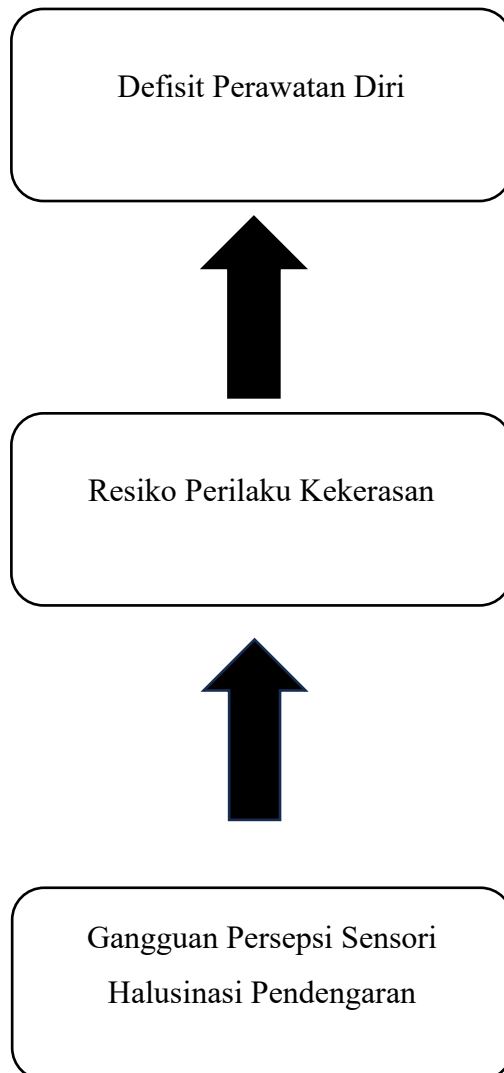 Defisit Perawatan Diri
Resiko Perilaku Kekerasan
Gangguan Persepsi Sensori
Halusinasi Pendengaran